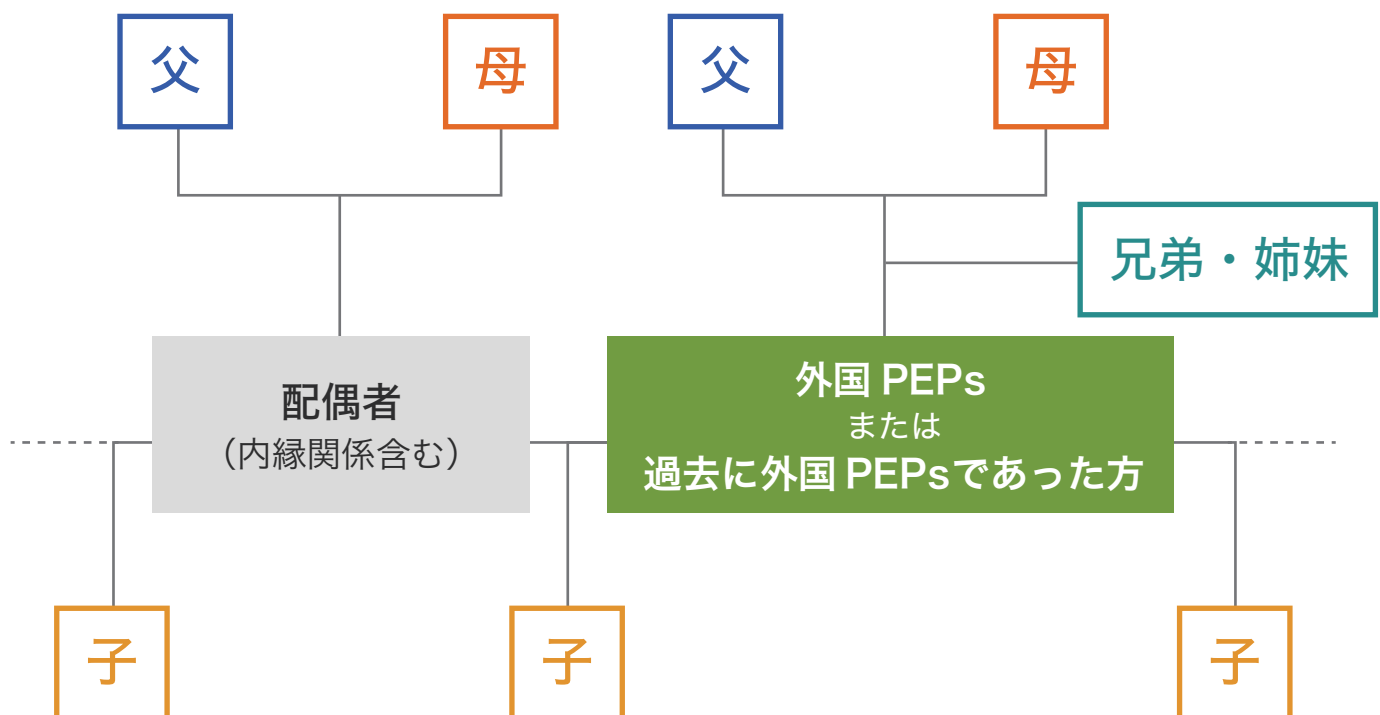 父
母
父
母
兄弟・姉妹
配偶者
（内縁関係含む）
外国 PEPs
または
過去に外国 PEPsであった方
子
子
子